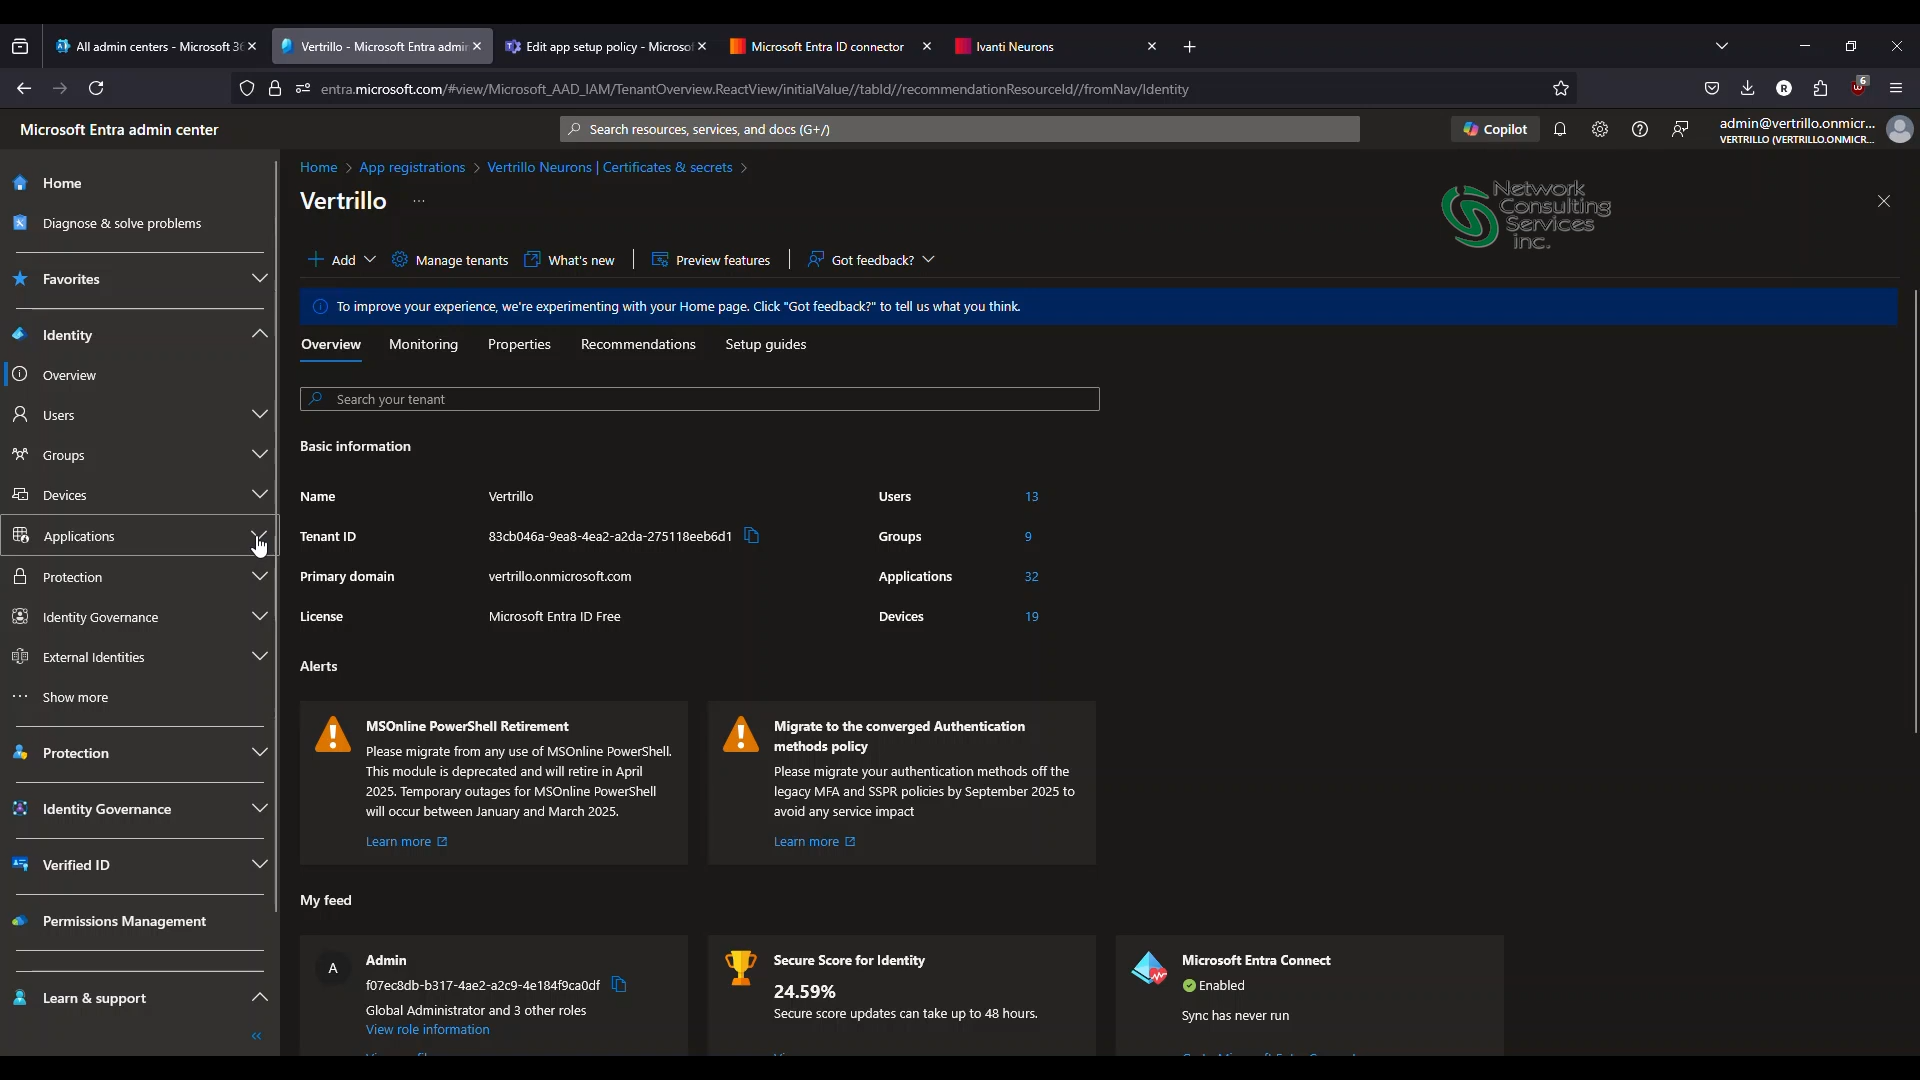 All admin centers - Microsoft 36
Vertrillo - Microsoft Entra admin
Edit app setup policy - Microsof
Microsoft Entra ID connector
Ivanti Neurons
entra.microsoft.com/#view/Microsoft_AAD_IAM/TenantOverview.ReactView/initialValue//tabId//recommendationResourceId//fromNav/Identity
R
6
Microsoft Entra admin center
Search resources, services, and docs (G+/)
Copilot
admin@vertrillo.onmicr...
VERTRILLO (VERTRILLO.ONMICR...
Home
Diagnose & solve problems
Favorites
Identity
Overview
Users
Groups
Devices
Applications
Protection
Identity Governance
External Identities
Show more
Protection
Identity Governance
Verified ID
Permissions Management
Learn & support
Home > App registrations > Vertrillo Neurons | Certificates & secrets >
Vertrillo ...
Network
Consulting
Services
inc.
Add
Manage tenants
What's new
Preview features
Got feedback?
To improve your experience, we're experimenting with your Home page. Click "Got feedback?" to tell us what you think.
Overview
Monitoring
Properties
Recommendations
Setup guides
Search your tenant
Basic information
Name Vertrillo Users 13
Tenant ID 83cb046a-9ea8-4ea2-a2da-275118eeb6d1 Groups 9
Primary domain vertrillo.onmicrosoft.com Applications 32
License Microsoft Entra ID Free Devices 19
Alerts
MSOnline PowerShell Retirement
Please migrate from any use of MSOnline PowerShell.
This module is deprecated and will retire in April
2025. Temporary outages for MSOnline PowerShell
will occur between January and March 2025.
Learn more
Migrate to the converged Authentication
methods policy
Please migrate your authentication methods off the
legacy MFA and SSPR policies by September 2025 to
avoid any service impact
Learn more
My feed
A
Admin
f07ec8db-b317-4ae2-a2c9-4e184f9ca0df
Global Administrator and 3 other roles
View role information
Secure Score for Identity
24.59%
Secure score updates can take up to 48 hours.
Microsoft Entra Connect
Enabled
Sync has never run